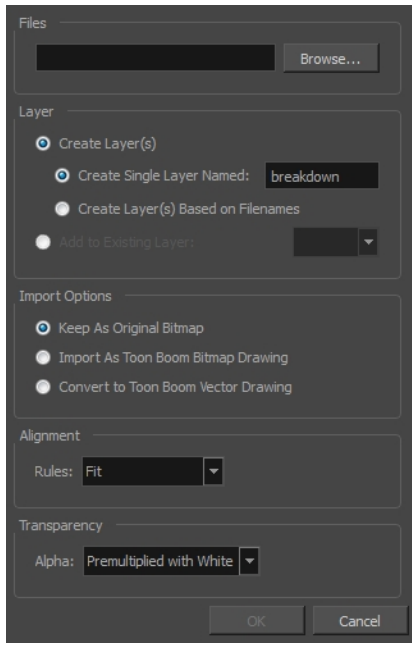 Files
Browse...
Layer
Create Layer(s)
Create Single Layer Named: breakdown
Create Layer(s) Based on Filenames
Add to Existing Layer:
Import Options
Keep As Original Bitmap
Import As Toon Boom Bitmap Drawing
Convert to Toon Boom Vector Drawing
Alignment
Rules: Fit
Transparency
Alpha: Premultiplied with White
OK Cancel